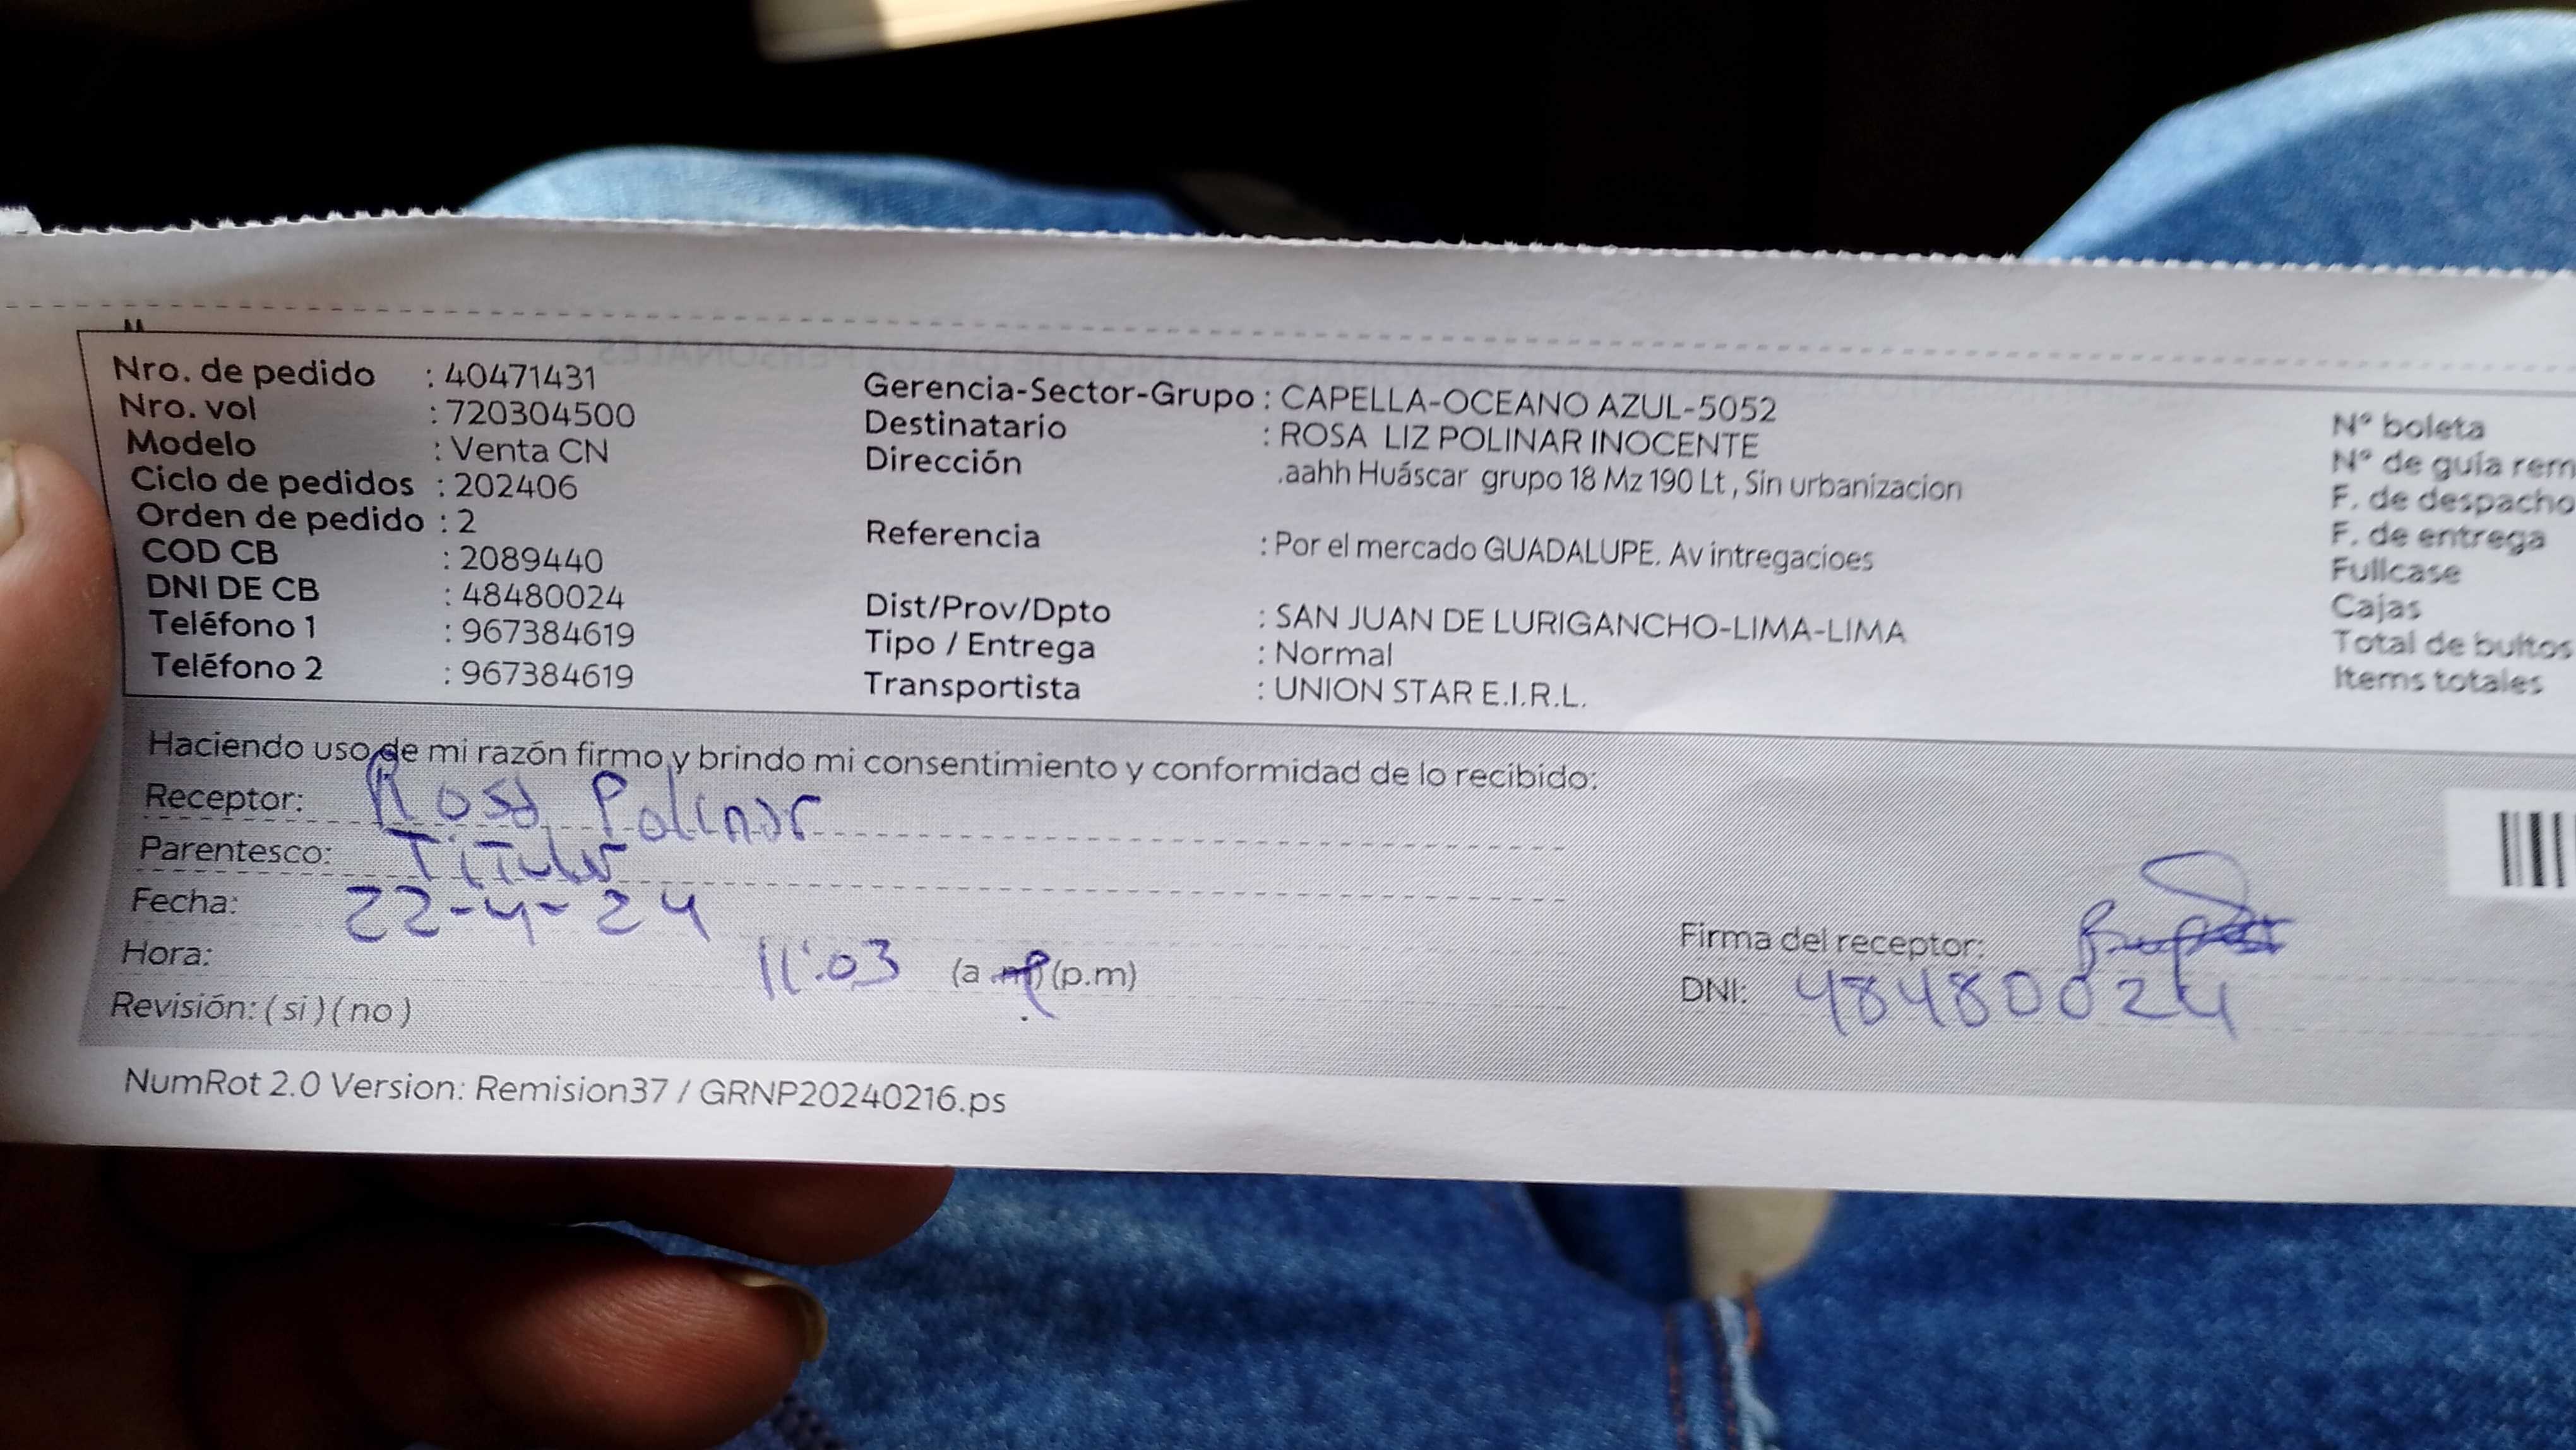 Nro. de pedido : 40471431
Nro. vol : 720304500
Modelo : Venta CN
Ciclo de pedidos : 202406
Orden de pedido : 2
COD CB : 2089440
DNI DE CB : 48480024
Teléfono 1 : 967384619
Teléfono 2 : 967384619
Gerencia-Sector-Grupo : CAPELLA-OCEANO AZUL-5052
Destinatario : ROSA LIZ POLINAR INOCENTE
Dirección .aahh Huáscar grupo 18 Mz 190 Lt , Sin urbanizacion
Referencia : Por el mercado GUADALUPE. Av intregacioes
Dist/Prov/Dpto : SAN JUAN DE LURIGANCHO-LIMA-LIMA
Tipo / Entrega : Normal
Transportista : UNION STAR E.I.R.L.
N° boleta
N° de guía rem
F. de despacho
F. de entrega
Fullcase
Cajas
Total de bultos
Items totales
Haciendo uso de mi razón firmo y brindo mi consentimiento y conformidad de lo recibido:
Receptor: Rosa Polinar
Parentesco: Titular
Fecha: 22-4-24
Hora: 11:03 (a.m) (p.m)
Revisión: ( si ) ( no )
Firma del receptor:
DNI: 48480024
NumRot 2.0 Version: Remision37 / GRNP20240216.ps